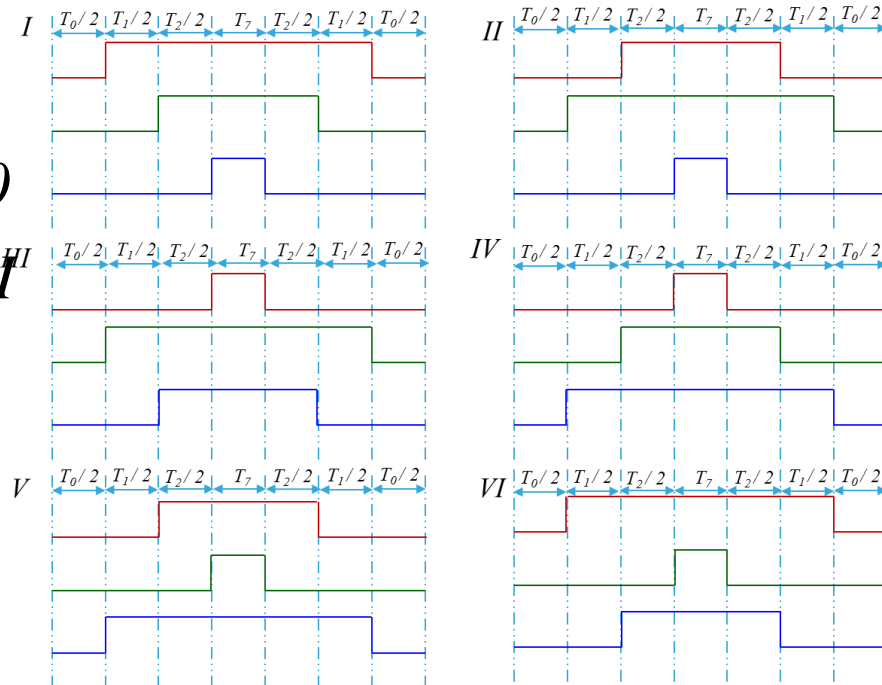 I T₀/2 T₁/2 T₂/2 T₇ T₂/2 T₁/2 T₀/2
II T₀/2 T₁/2 T₂/2 T₇ T₂/2 T₁/2 T₀/2
III T₀/2 T₁/2 T₂/2 T₇ T₂/2 T₁/2 T₀/2
IV T₀/2 T₁/2 T₂/2 T₇ T₂/2 T₁/2 T₀/2
V T₀/2 T₁/2 T₂/2 T₇ T₂/2 T₁/2 T₀/2
VI T₀/2 T₁/2 T₂/2 T₇ T₂/2 T₁/2 T₀/2